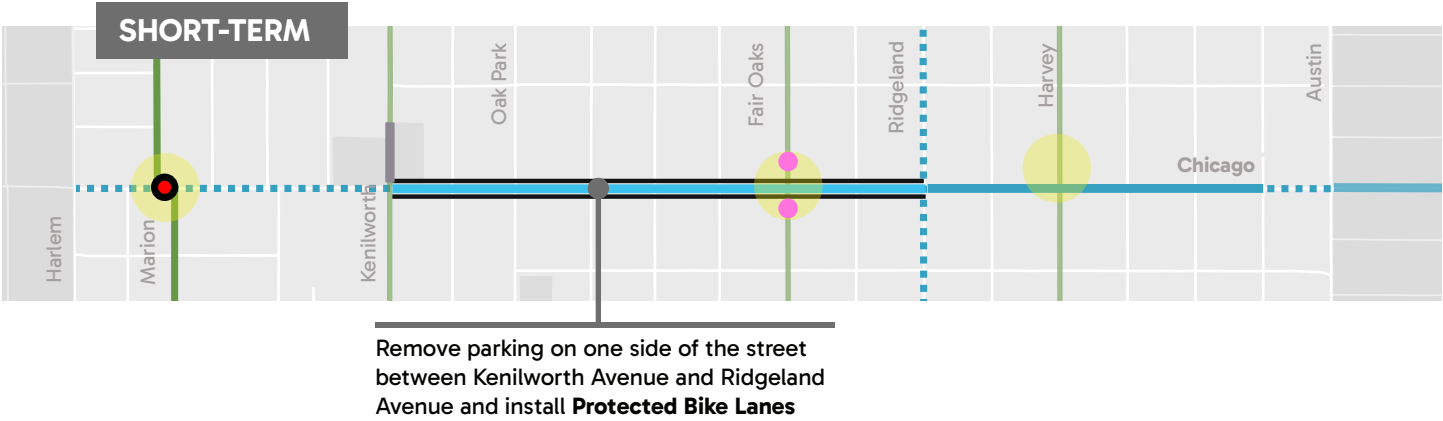 SHORT-TERM
Oak Park
Fair Oaks
Ridgeland
Harvey
Austin
Chicago
Harlem
Marion
Kenilworth
Remove parking on one side of the street
between Kenilworth Avenue and Ridgeland
Avenue and install Protected Bike Lanes